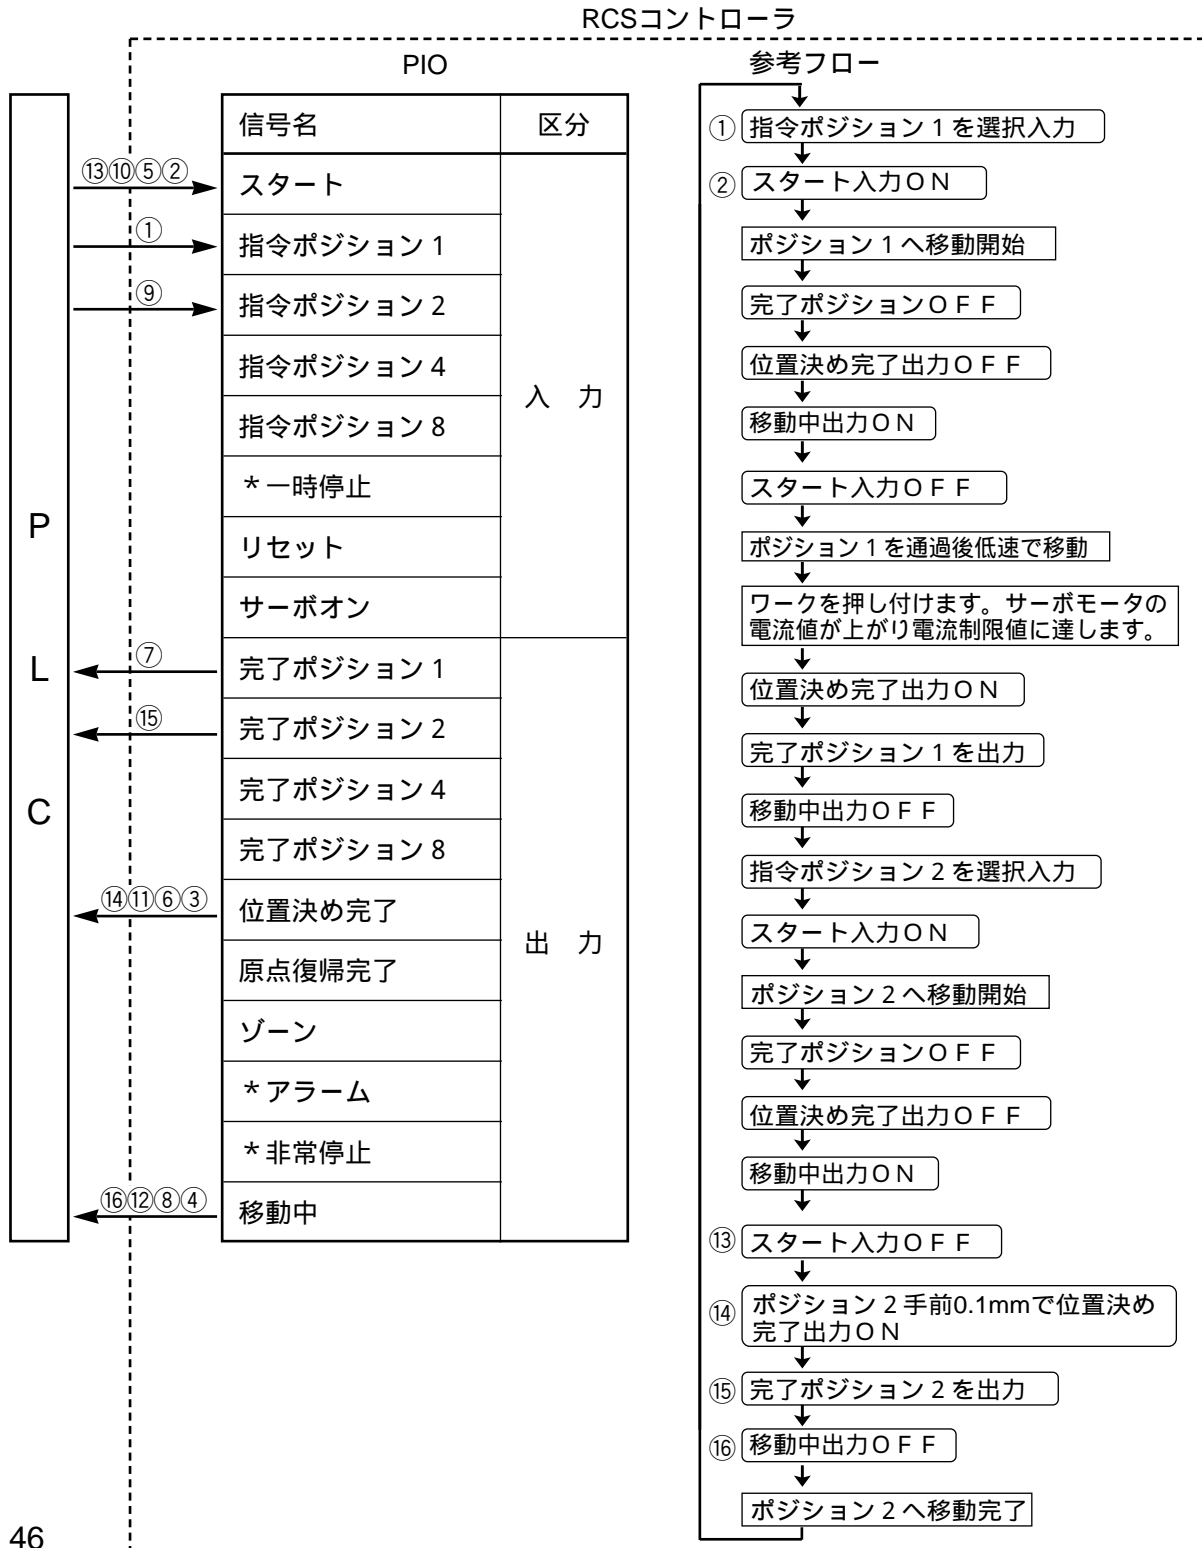 RCSコントローラ
PIO
信号名 区分
⑬⑩⑤② スタート
① 指令ポジション1
⑨ 指令ポジション2
指令ポジション4
指令ポジション8
入 力
*一時停止
リセット
サーボオン
P
L
C
⑦ 完了ポジション1
⑮ 完了ポジション2
完了ポジション4
完了ポジション8
⑭⑪⑥③ 位置決め完了
出 力
原点復帰完了
ゾーン
*アラーム
*非常停止
⑯⑫⑧④ 移動中
参考フロー
① 指令ポジション1を選択入力
② スタート入力ON
ポジション1へ移動開始
完了ポジションOFF
位置決め完了出力OFF
移動中出力ON
スタート入力OFF
ポジション1を通過後低速で移動
ワークを押し付けます。サーボモータの
電流値が上がり電流制限値に達します。
位置決め完了出力ON
完了ポジション1を出力
移動中出力OFF
指令ポジション2を選択入力
スタート入力ON
ポジション2へ移動開始
完了ポジションOFF
位置決め完了出力OFF
移動中出力ON
⑬ スタート入力OFF
⑭ ポジション2手前0.1mmで位置決め
完了出力ON
⑮ 完了ポジション2を出力
⑯ 移動中出力OFF
ポジション2へ移動完了
46